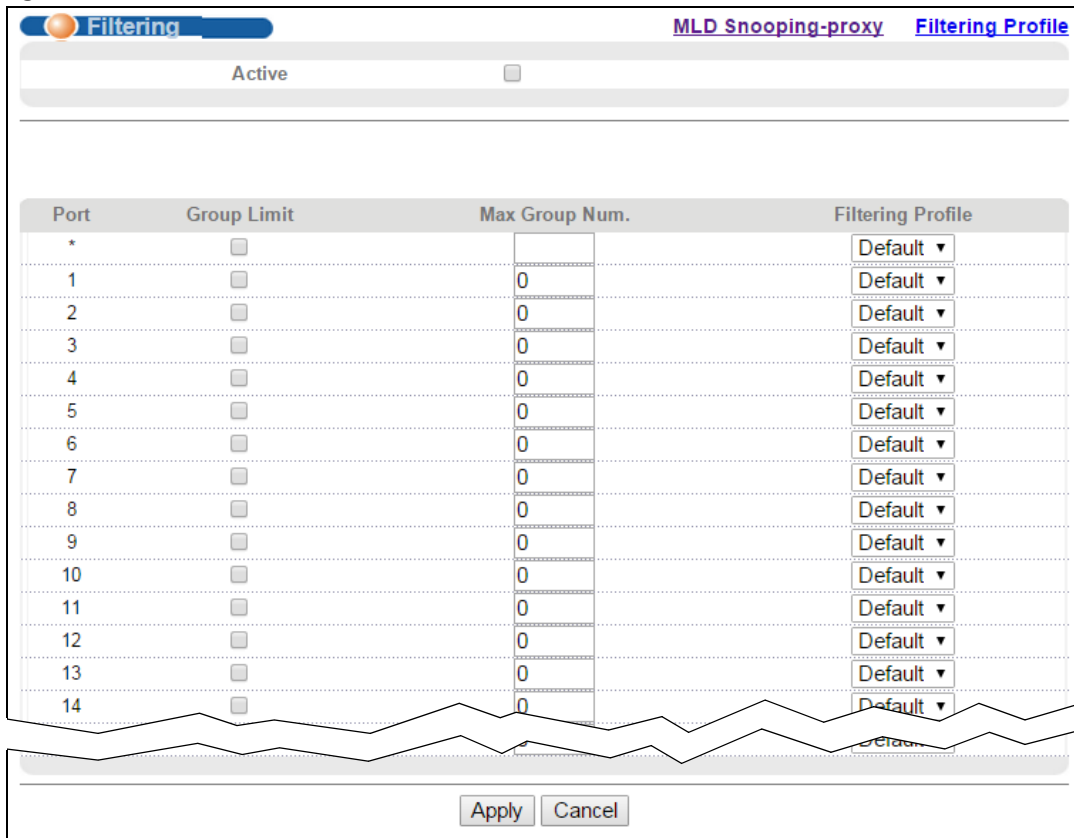 Filtering MLD Snooping-proxy Filtering Profile
Active
Port Group Limit Max Group Num. Filtering Profile
* Default
1 0 Default
2 0 Default
3 0 Default
4 0 Default
5 0 Default
6 0 Default
7 0 Default
8 0 Default
9 0 Default
10 0 Default
11 0 Default
12 0 Default
13 0 Default
14 0 Default
Default
Apply Cancel